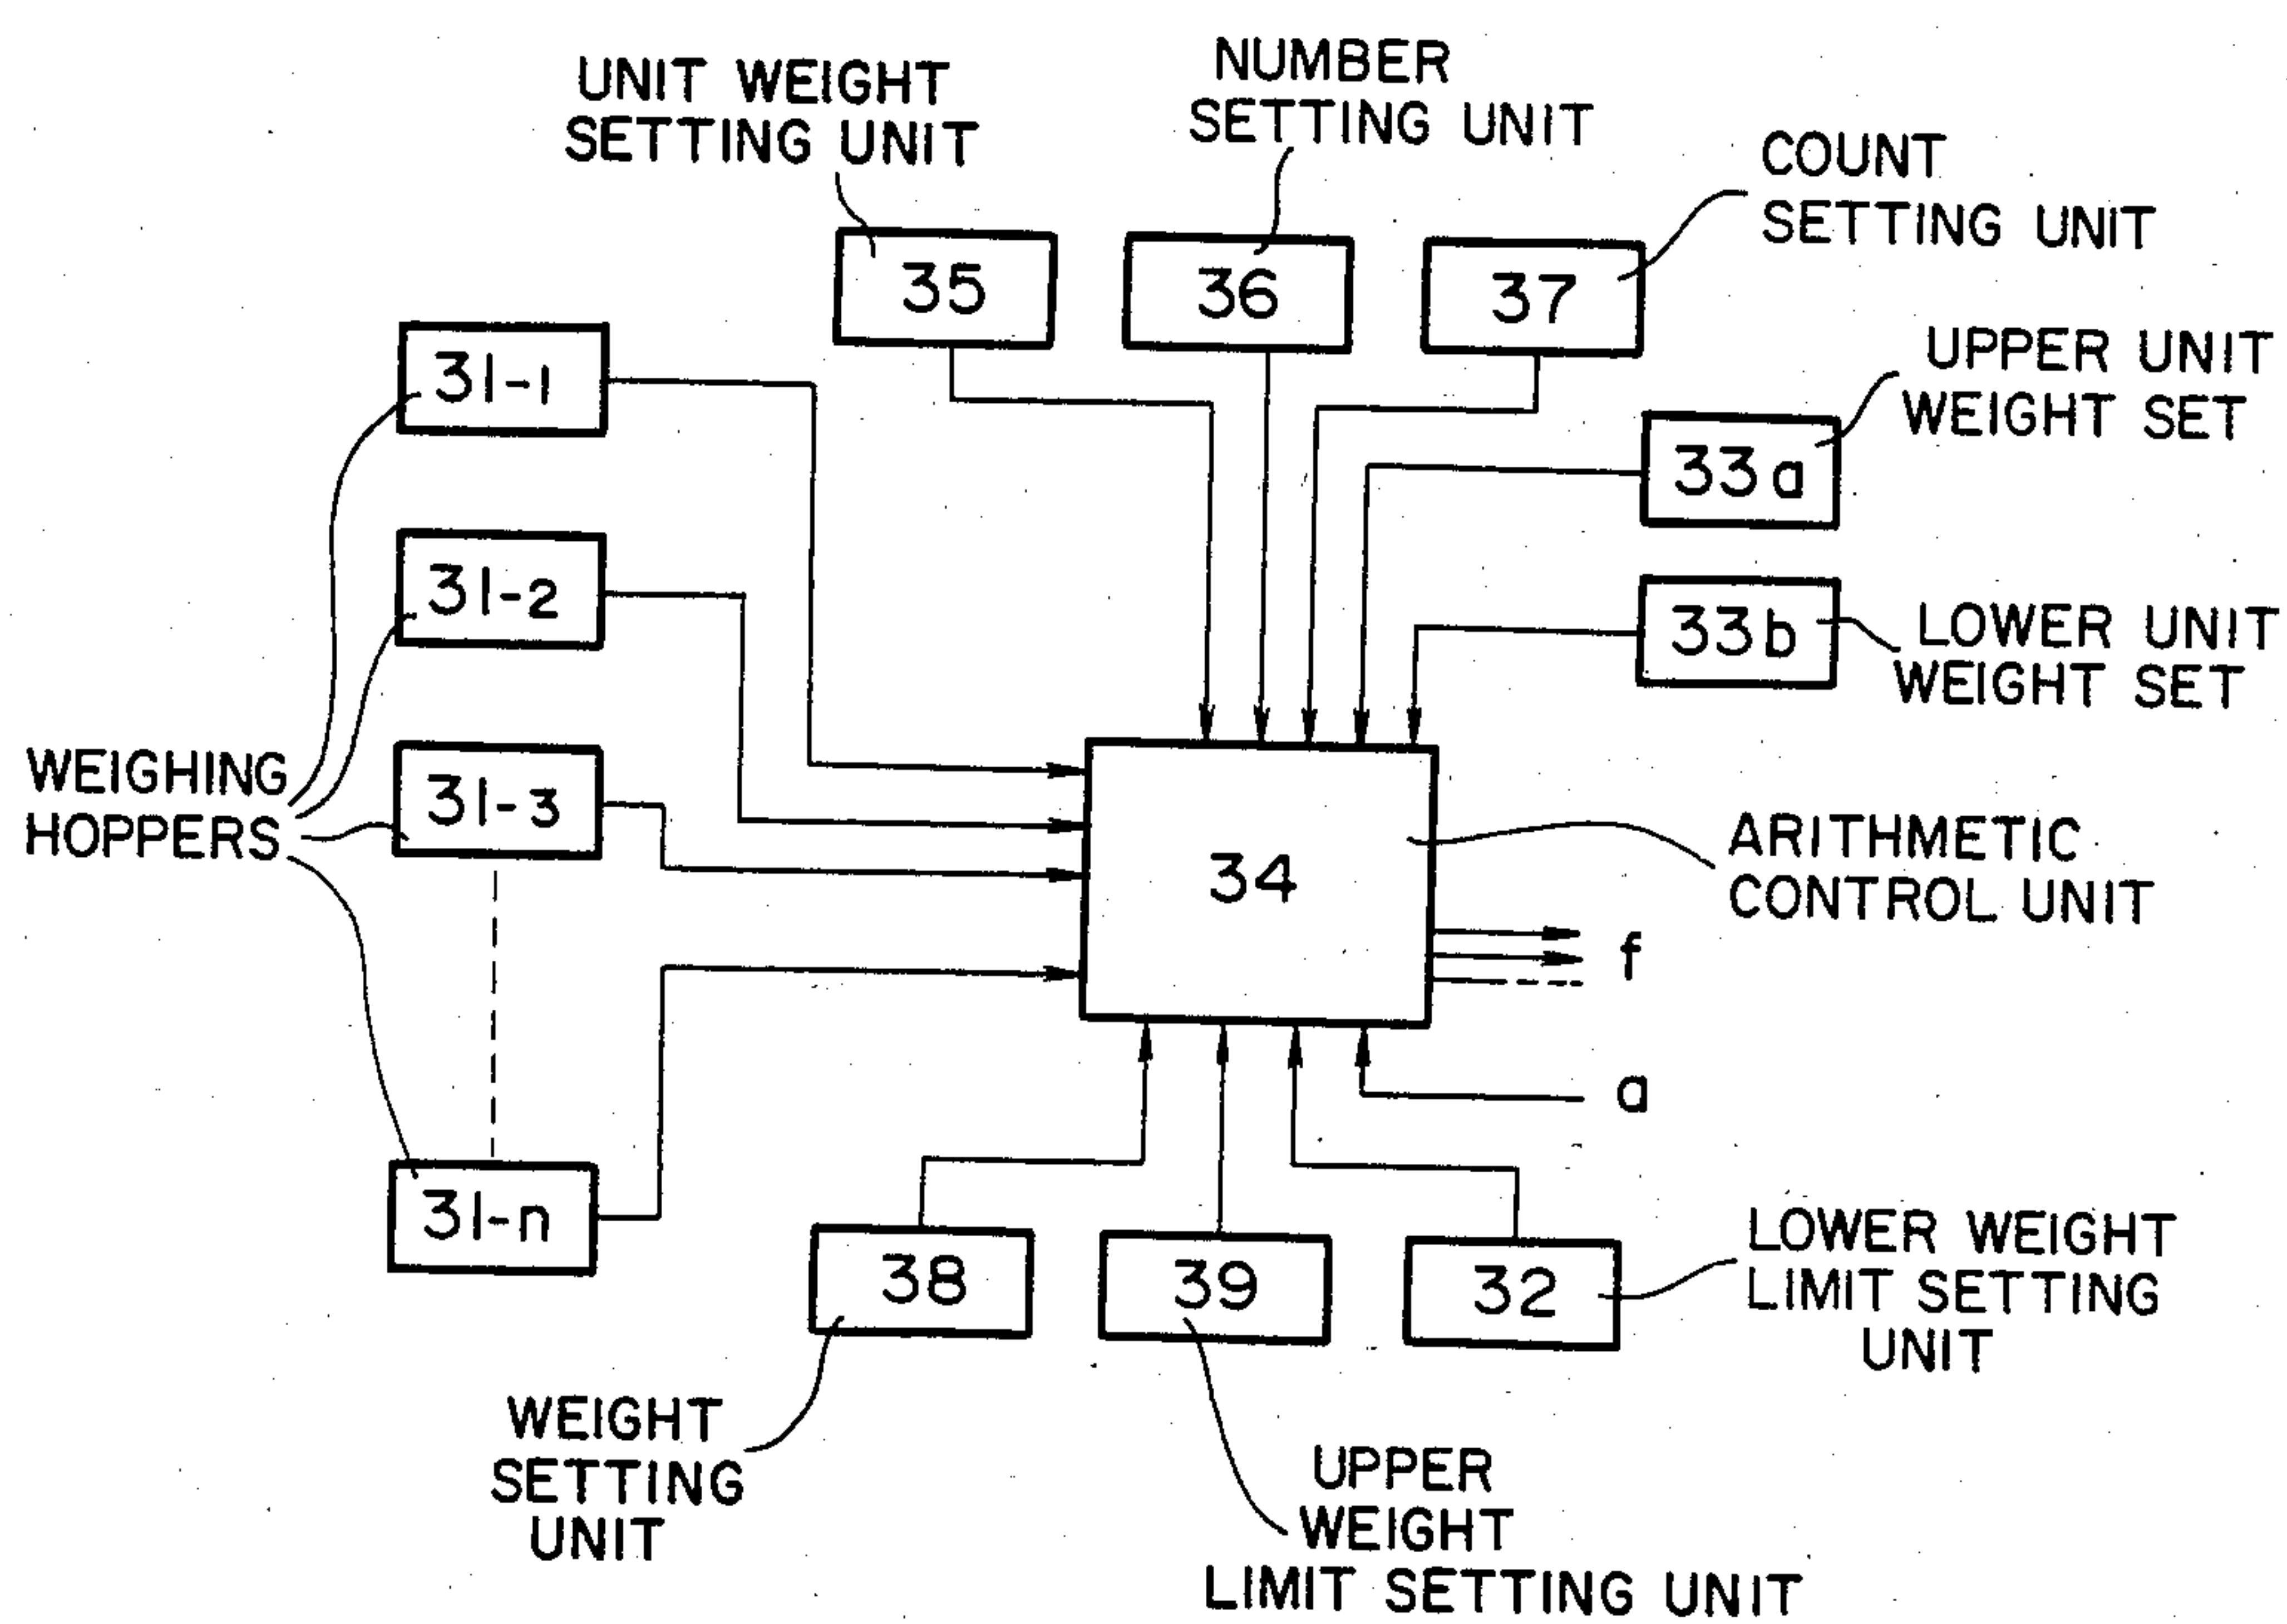 UNIT WEIGHT
SETTING UNIT
NUMBER
SETTING UNIT
COUNT
SETTING UNIT
35
36
37
UPPER UNIT
WEIGHT SET
31-1
33a
31-2
33b
LOWER UNIT
WEIGHT SET
WEIGHING
HOPPERS
31-3
34
ARITHMETIC
CONTROL UNIT
f
a
31-n
38
39
32
LOWER WEIGHT
LIMIT SETTING
UNIT
WEIGHT
SETTING
UNIT
UPPER
WEIGHT
LIMIT SETTING UNIT